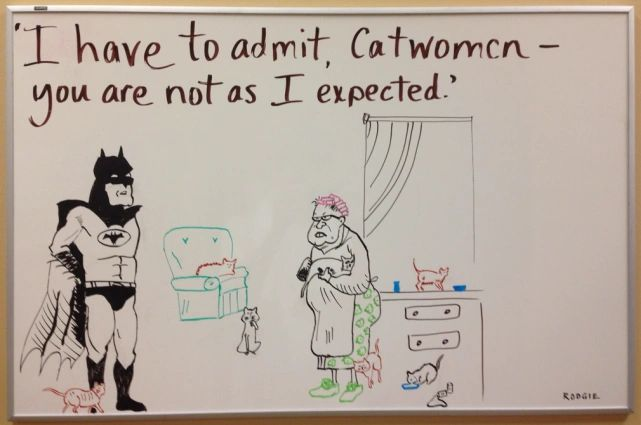 'I have to admit, Catwomen –
you are not as I expected.'
RODGIE